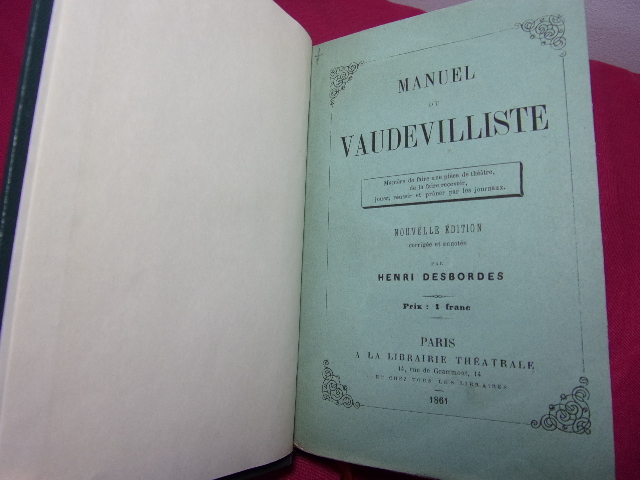 MANUEL
DU
VAUDEVILLISTE
Manière de faire une pièce de théâtre,
de la faire recevoir,
jouer, réussir et prôner par les journaux.
NOUVELLE ÉDITION
corrigée et annotée
PAR
HENRI DESBORDES
Prix : 1 franc
PARIS
A LA LIBRAIRIE THÉATRALE
14, rue de Grammont, 14
ET CHEZ TOUS LES LIBRAIRES
1861